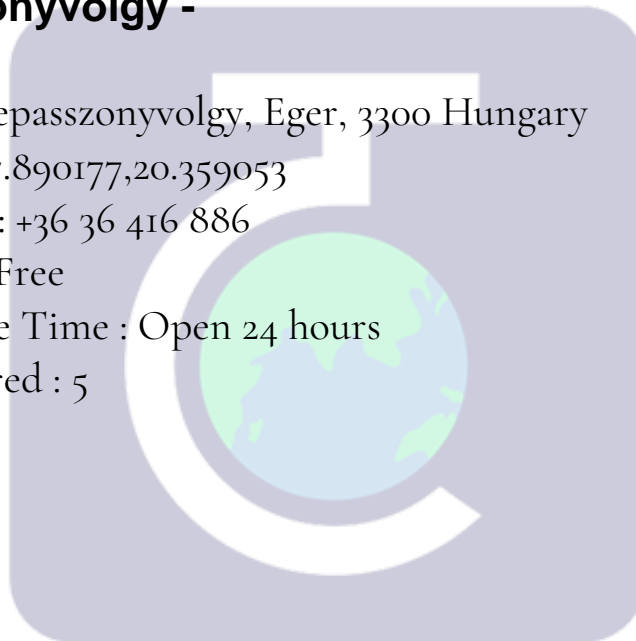 onyvolgy -
epasszonyvolgy, Eger, 3300 Hungary
.890177,20.359053
: +36 36 416 886
Free
e Time : Open 24 hours
red : 5